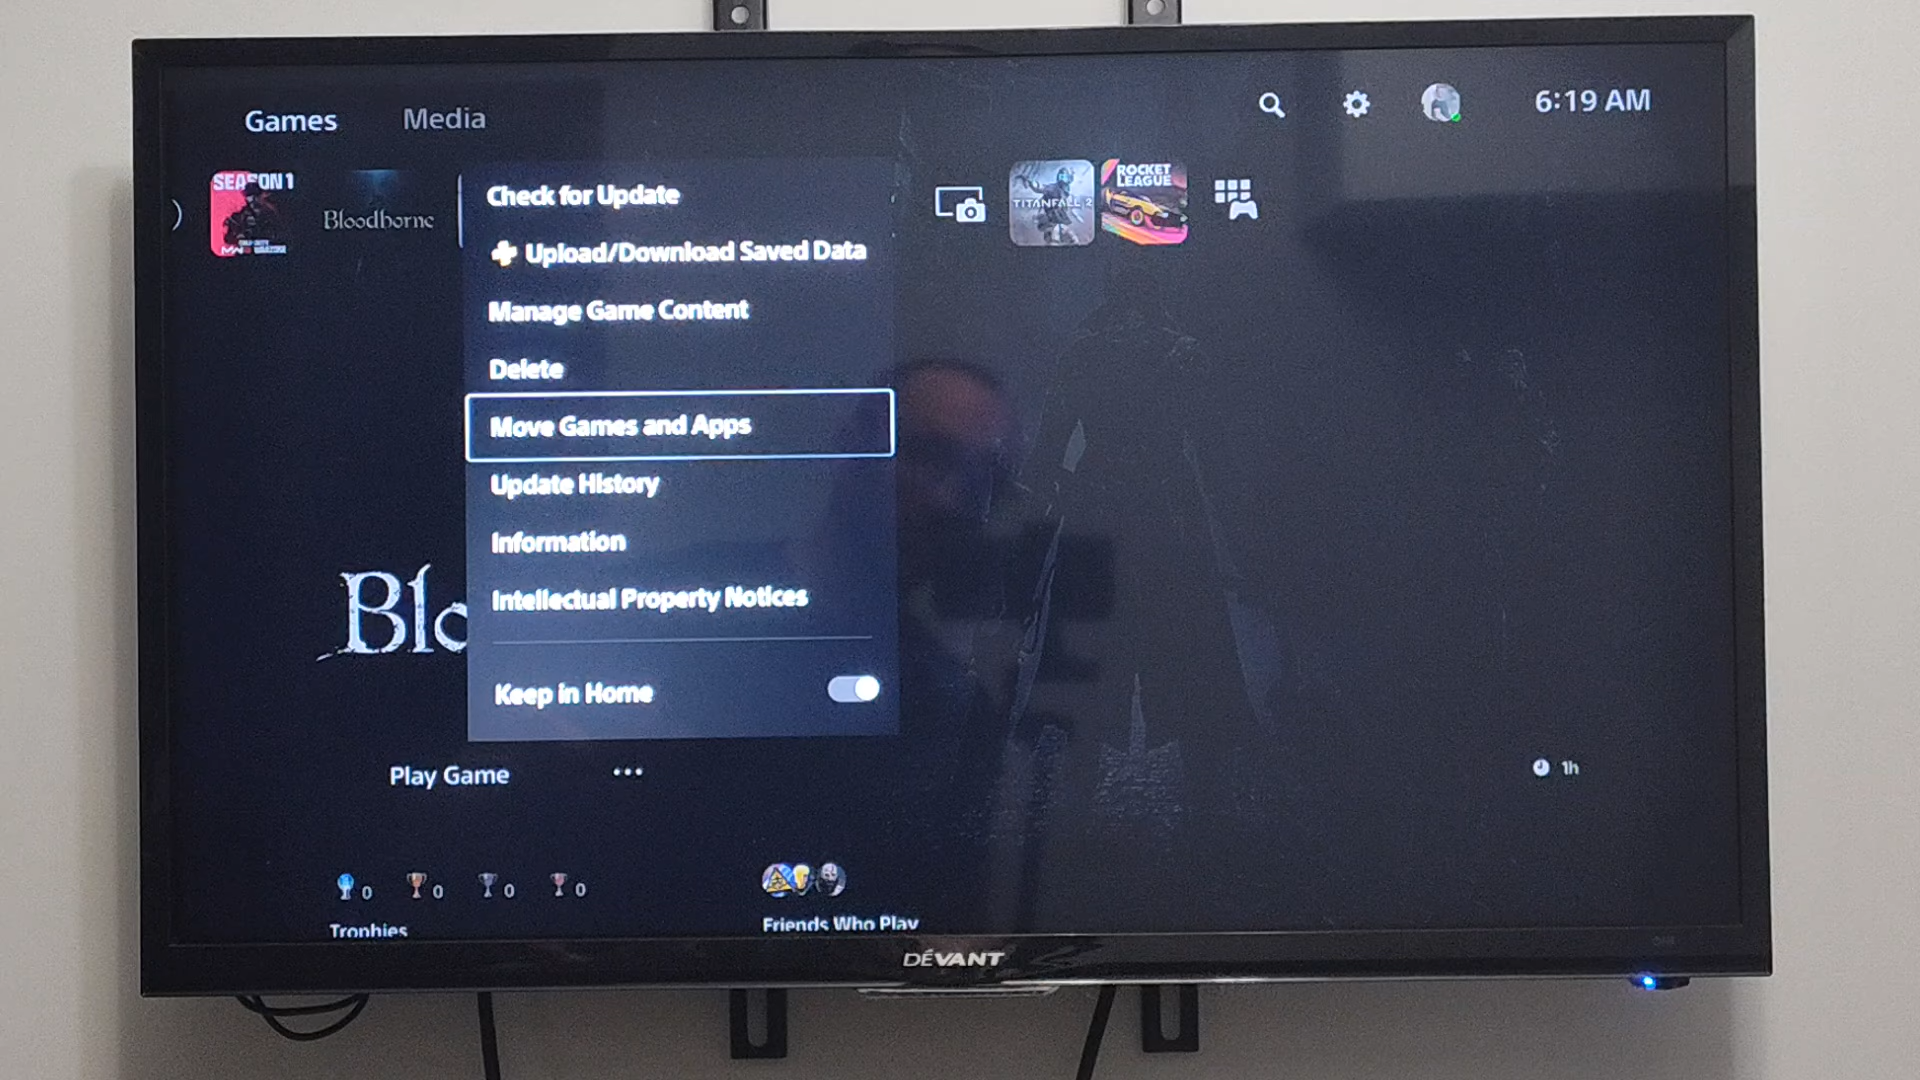 Games Media 6:19 AM
SEASON 1
Bloodborne
Check for Update
Upload/Download Saved Data
Manage Game Content
Delete
Move Games and Apps
Update History
Information
Intellectual Property Notices
Keep in Home
TITANFALL 2
ROCKET
LEAGUE
Blo
Play Game ...
1h
0 0 0 0
Trophies
Friends Who Play
DEVANT